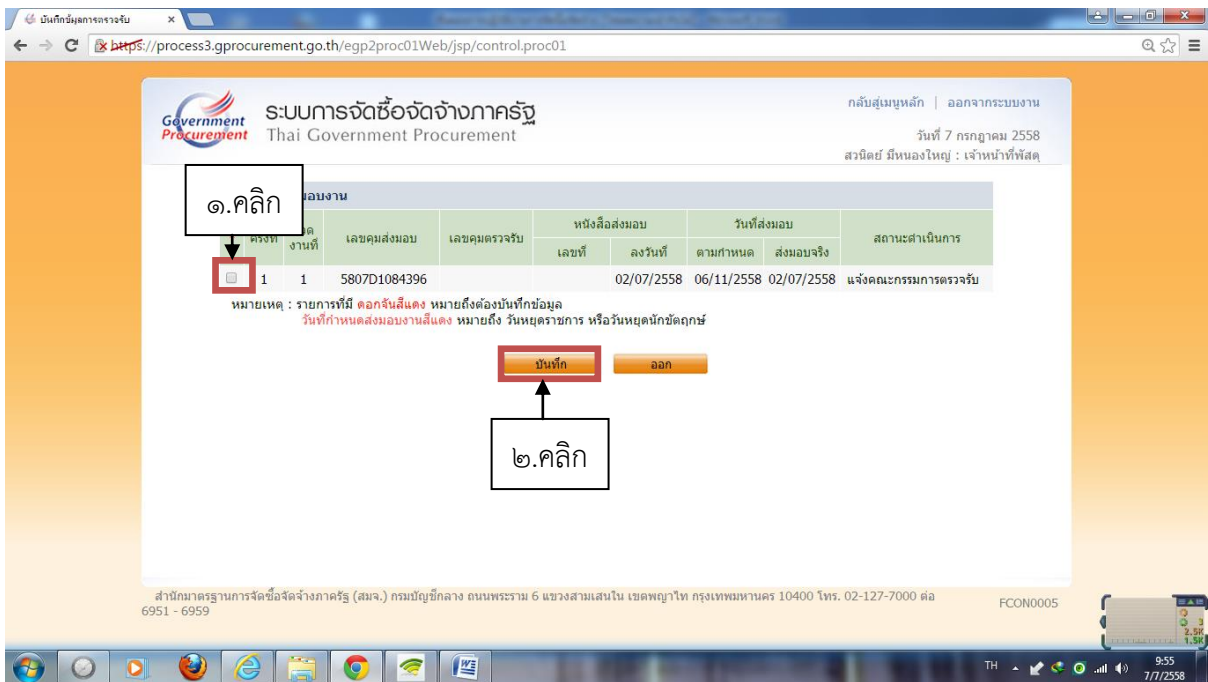 บันทึกข้อมูลการตรวจรับ
https://process3.gprocurement.go.th/egp2proc01Web/jsp/control.proc01
Government
Procurement
ระบบการจัดซื้อจัดจ้างภาครัฐ
Thai Government Procurement
กลับสู่เมนูหลัก | ออกจากระบบงาน
วันที่ 7 กรกฎาคม 2558
สวนิตย์ มีหนองใหญ่ : เจ้าหน้าที่พัสดุ
๑.คลิก
มอบงาน
ครั้งที่
งานที่
เลขคุมส่งมอบ
เลขคุมตรวจรับ
หนังสือส่งมอบ
เลขที่
ลงวันที่
วันที่ส่งมอบ
ตามกำหนด
ส่งมอบจริง
สถานะดำเนินการ
1 1 5807D1084396 02/07/2558 06/11/2558 02/07/2558 แจ้งคณะกรรมการตรวจรับ
หมายเหตุ : รายการที่มี ดอกจันสีแดง หมายถึงต้องบันทึกข้อมูล
วันที่กำหนดส่งมอบงานสีแดง หมายถึง วันหยุดราชการ หรือวันหยุดนักขัตฤกษ์
บันทึก
ออก
๒.คลิก
สำนักมาตรฐานการจัดซื้อจัดจ้างภาครัฐ (สมจ.) กรมบัญชีกลาง ถนนพระราม 6 แขวงสามเสนใน เขตพญาไท กรุงเทพมหานคร 10400 โทร. 02-127-7000 ต่อ
6951 - 6959
FCON0005
0
0 3
2.5K
1.5K
TH
9:55
7/7/2558